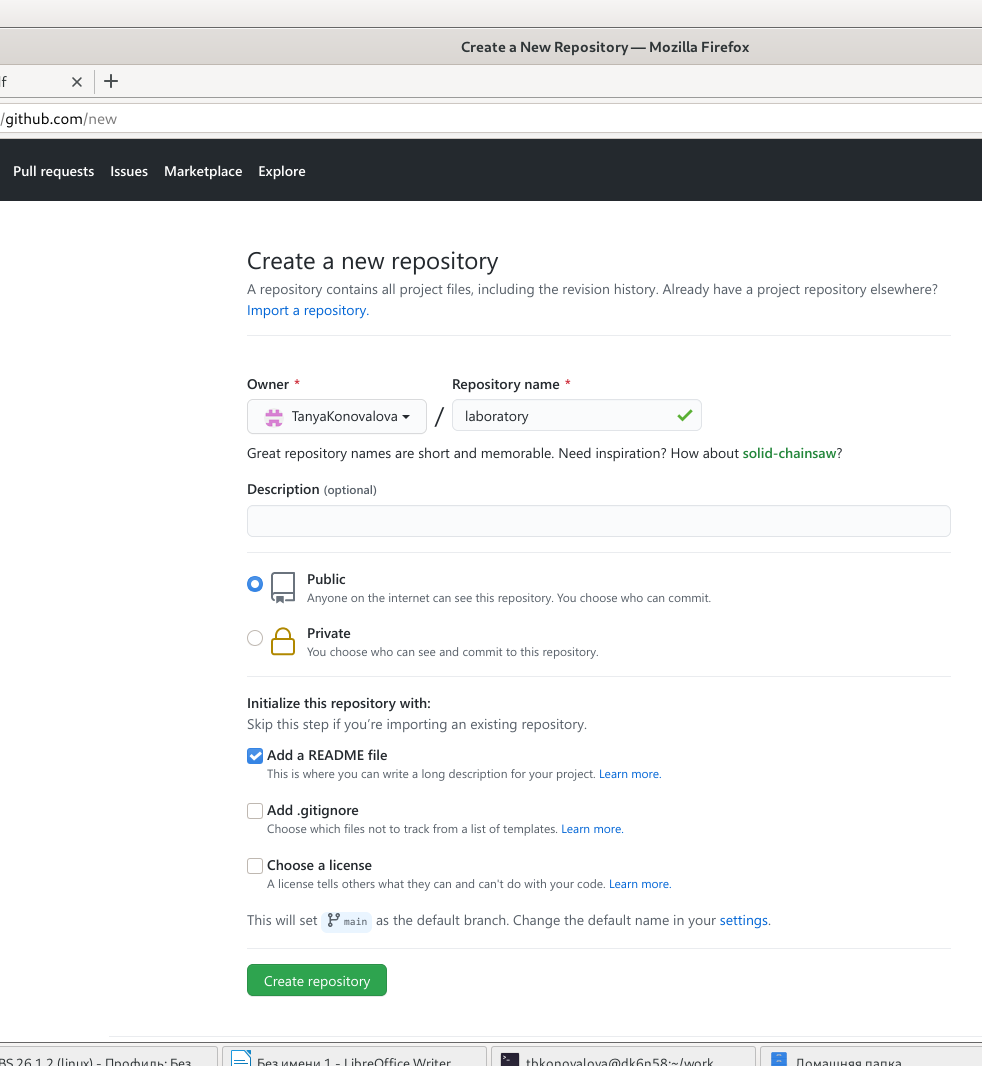 Create a New Repository — Mozilla Firefox
/github.com/new
Pull requests Issues Marketplace Explore
Create a new repository
A repository contains all project files, including the revision history. Already have a project repository elsewhere?
Import a repository.
Owner * Repository name *
TanyaKonovalova / laboratory
Great repository names are short and memorable. Need inspiration? How about solid-chainsaw?
Description (optional)
Public
Anyone on the internet can see this repository. You choose who can commit.
Private
You choose who can see and commit to this repository.
Initialize this repository with:
Skip this step if you’re importing an existing repository.
Add a README file
This is where you can write a long description for your project. Learn more.
Add .gitignore
Choose which files not to track from a list of templates. Learn more.
Choose a license
A license tells others what they can and can't do with your code. Learn more.
This will set main as the default branch. Change the default name in your settings.
Create repository
BS 26.1.2 (linux) - Профиль: Без Без имени 1 - LibreOffice Writer tbkonovalova@dk6n58:~/work Домашняя папка